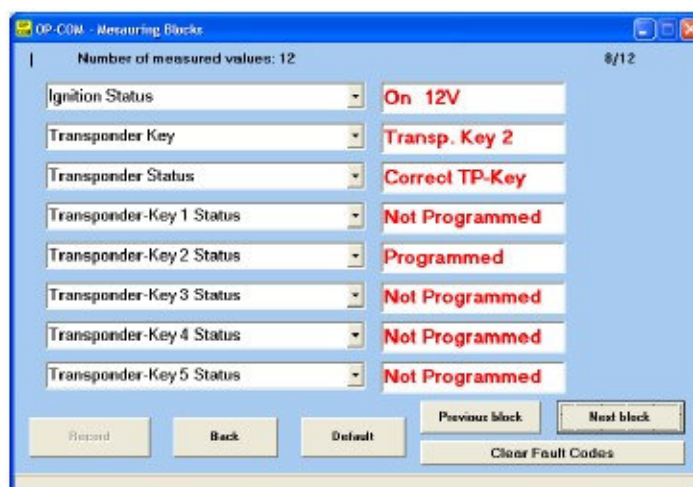 OP-COM - Mesauring Blocks
Number of measured values: 12 8/12
Ignition Status On 12V
Transponder Key Transp. Key 2
Transponder Status Correct TP-Key
Transponder-Key 1 Status Not Programmed
Transponder-Key 2 Status Programmed
Transponder-Key 3 Status Not Programmed
Transponder-Key 4 Status Not Programmed
Transponder-Key 5 Status Not Programmed
Previous block Next block
Record Back Default
Clear Fault Codes